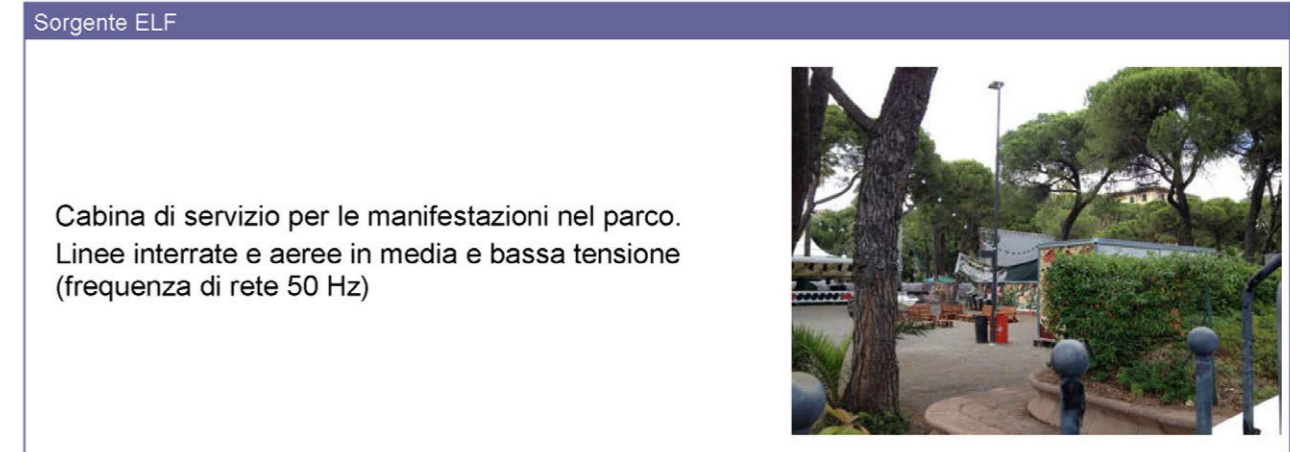 Sorgente ELF
Cabina di servizio per le manifestazioni nel parco.
Linee interrate e aeree in media e bassa tensione
(frequenza di rete 50 Hz)